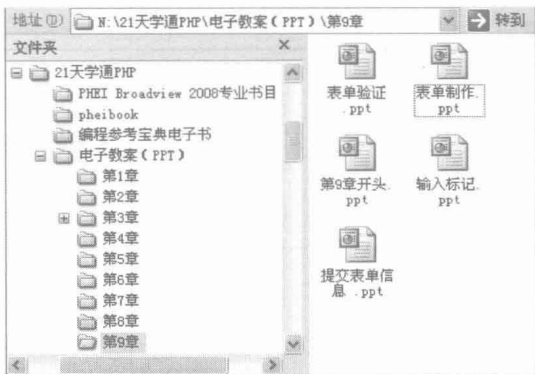 地址(D) N:\21天学通PHP\电子教案(PPT)\第9章 转到
文件夹 ×
21天学通PHP
PHEI Broadview 2008专业书目
pheibook
编程参考宝典电子书
电子教案(PPT)
第1章
第2章
第3章
第4章
第5章
第6章
第7章
第8章
第9章
表单验证
.ppt
表单制作.
ppt
第9章开头.
ppt
输入标记.
ppt
提交表单信
息 .ppt